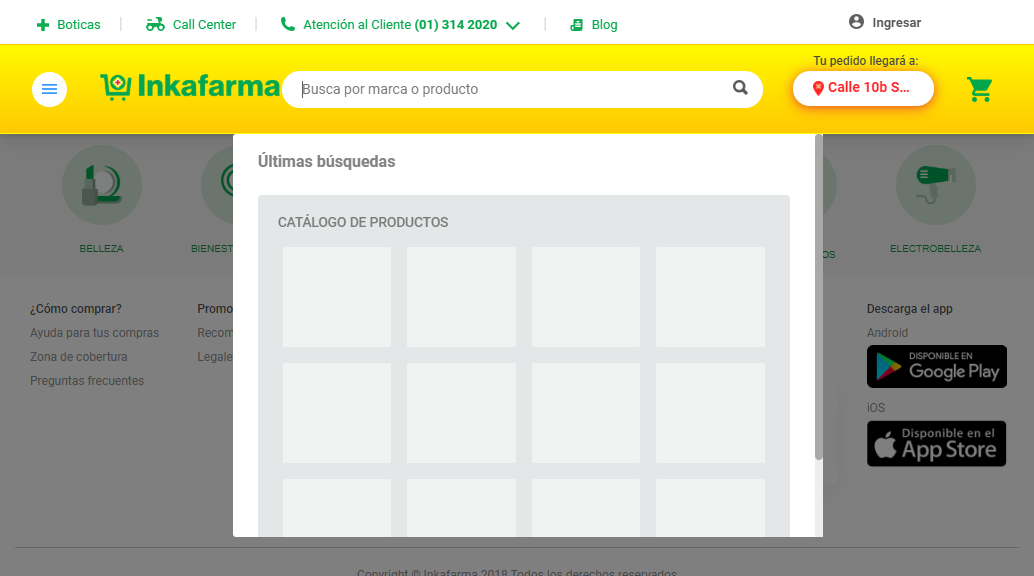 Boticas
Call Center
Atención al Cliente (01) 314 2020
Blog
Ingresar
Inkafarma
Busca por marca o producto
Tu pedido llegará a:
Calle 10b S...
Últimas búsquedas
CATÁLOGO DE PRODUCTOS
BELLEZA
BIENEST
OS
ELECTROBELLEZA
¿Cómo comprar?
Ayuda para tus compras
Zona de cobertura
Preguntas frecuentes
Promo
Recom
Legale
Descarga el app
Android
DISPONIBLE EN
Google Play
iOS
Disponible en el
App Store
Copyright © Inkafarma 2018 Todos los derechos reservados